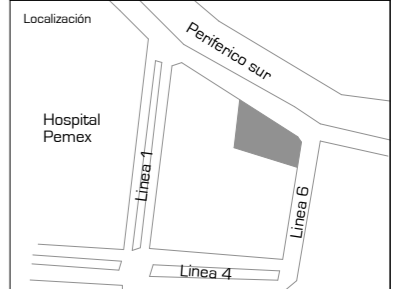 Localización
Periferico sur
Hospital
Pemex
Linea 1
Linea 6
Linea 4